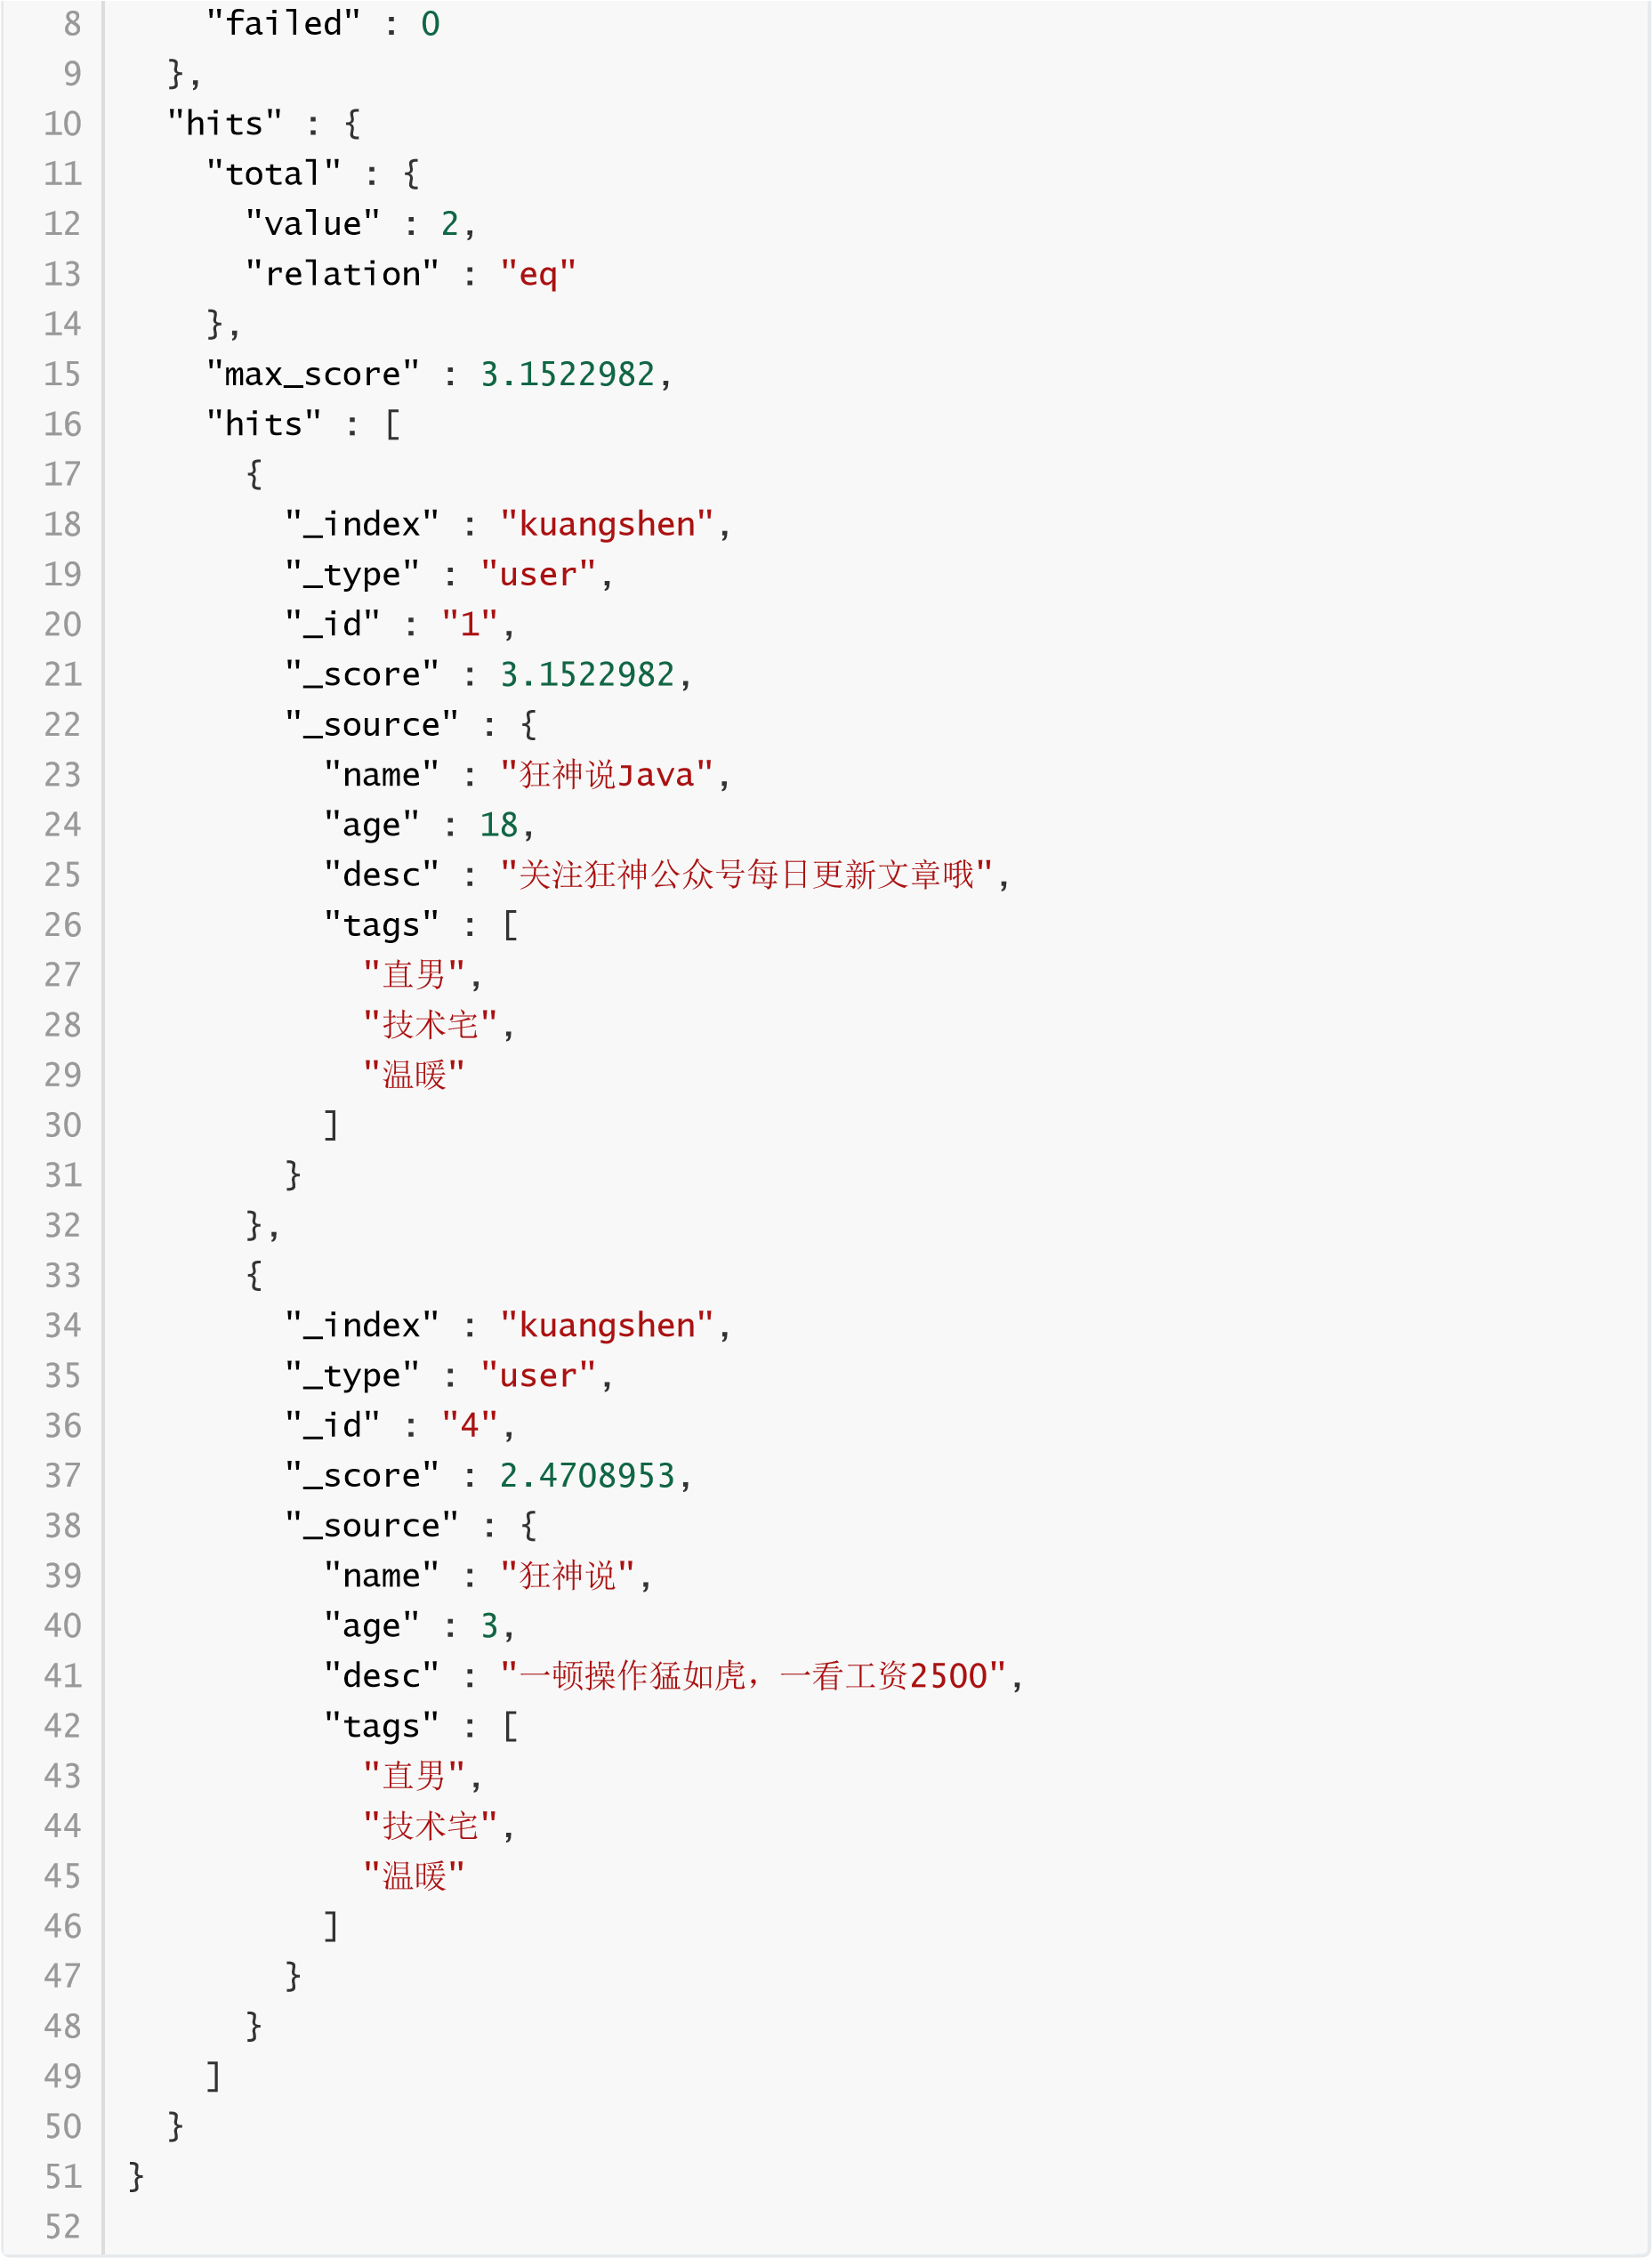 8 "failed" : 0
9 },
10 "hits" : {
11 "total" : {
12 "value" : 2,
13 "relation" : "eq"
14 },
15 "max_score" : 3.1522982,
16 "hits" : [
17 {
18 "_index" : "kuangshen",
19 "_type" : "user",
20 "_id" : "1",
21 "_score" : 3.1522982,
22 "_source" : {
23 "name" : "狂神说Java",
24 "age" : 18,
25 "desc" : "关注狂神公众号每日更新文章哦",
26 "tags" : [
27 "直男",
28 "技术宅",
29 "温暖"
30 ]
31 }
32 },
33 {
34 "_index" : "kuangshen",
35 "_type" : "user",
36 "_id" : "4",
37 "_score" : 2.4708953,
38 "_source" : {
39 "name" : "狂神说",
40 "age" : 3,
41 "desc" : "一顿操作猛如虎，一看工资2500",
42 "tags" : [
43 "直男",
44 "技术宅",
45 "温暖"
46 ]
47 }
48 }
49 ]
50 }
51 }
52